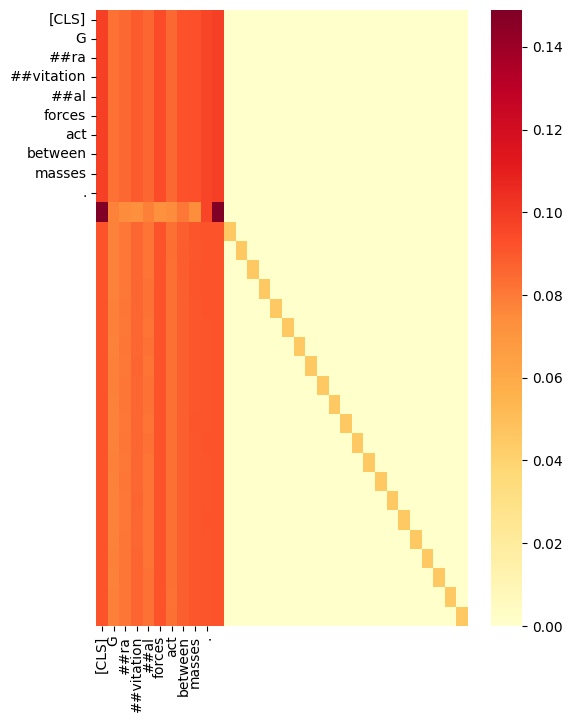 [CLS]
G
##ra
##vitation
##al
forces
act
between
masses
.
0.14
0.12
0.10
0.08
0.06
0.04
0.02
0.00
[CLS]
G
##ra
##vitation
##al
forces
act
between
masses
.